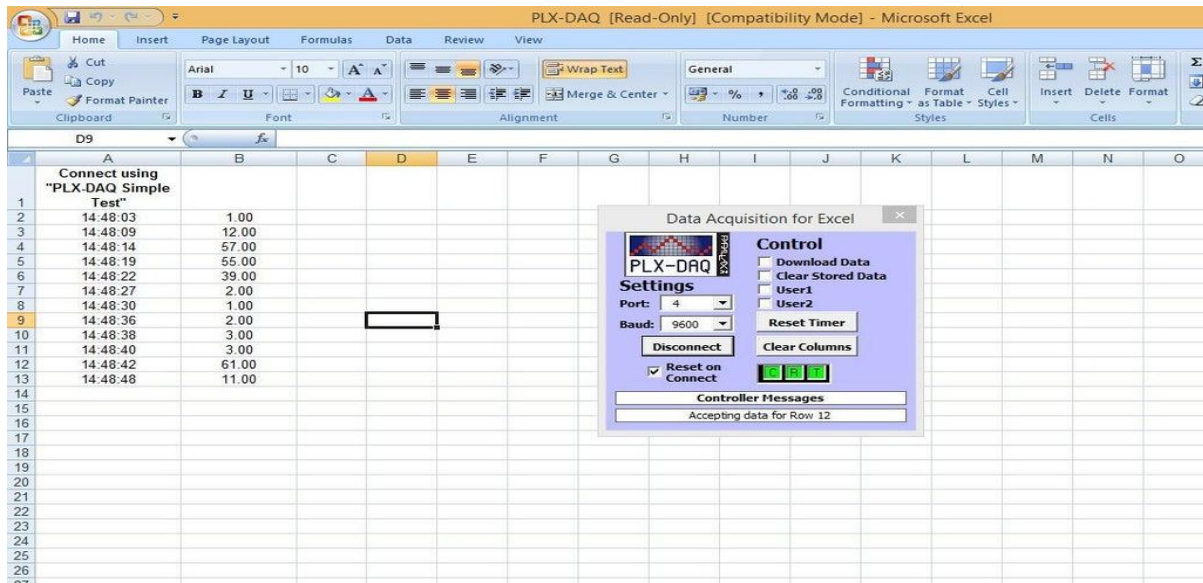 PLX-DAQ [Read-Only] [Compatibility Mode] - Microsoft Excel
Home Insert Page Layout Formulas Data Review View
Paste
Cut
Copy
Format Painter
Clipboard
Arial 10
B I U
Font
Wrap Text
Merge & Center
Alignment
General
% ,
Number
Conditional Formatting
Format as Table
Cell Styles
Styles
Insert Delete Format
Cells
Σ
D9 fx
A B C D E F G H I J K L M N O
1 Connect using
"PLX-DAQ Simple
Test"
2 14:48:03 1.00
3 14:48:09 12.00
4 14:48:14 57.00
5 14:48:19 55.00
6 14:48:22 39.00
7 14:48:27 2.00
8 14:48:30 1.00
9 14:48:36 2.00
10 14:48:38 3.00
11 14:48:40 3.00
12 14:48:42 61.00
13 14:48:48 11.00
14
15
16
17
18
19
20
21
22
23
24
25
26
27
Data Acquisition for Excel
PLX-DAQ
PARALLAX
Settings
Port: 4
Baud: 9600
Disconnect
Reset on
Connect
Control
Download Data
Clear Stored Data
User1
User2
Reset Timer
Clear Columns
C R T
Controller Messages
Accepting data for Row 12